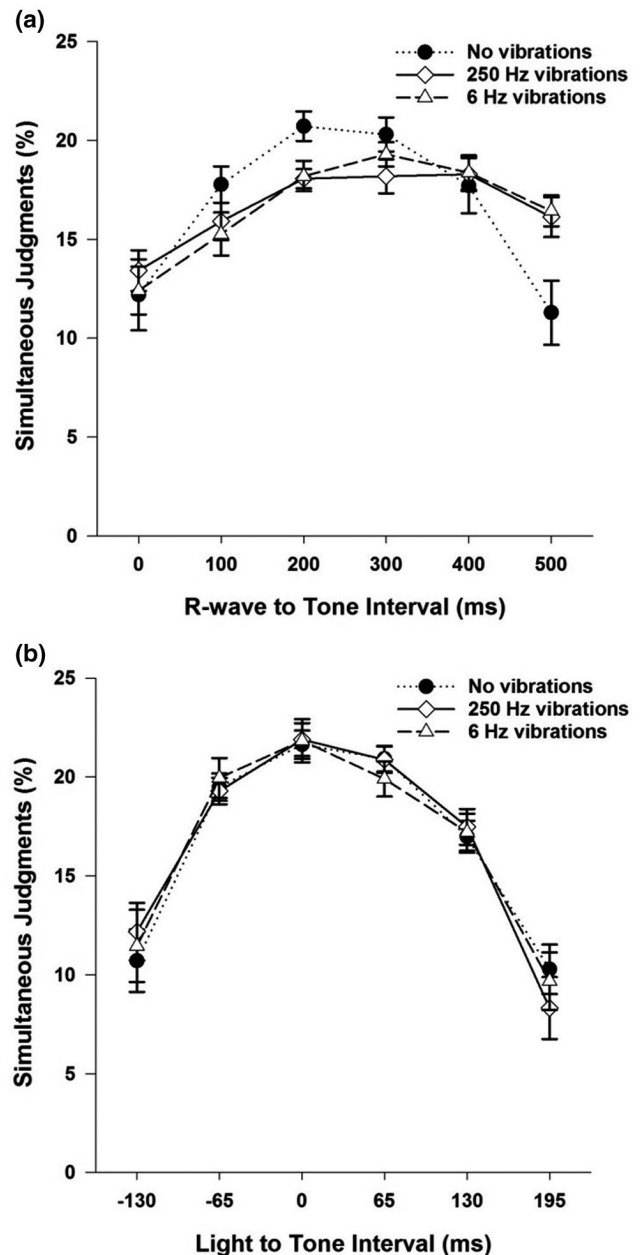 (a)
25
20
15
10
5
0
Simultaneous Judgments (%)
No vibrations
250 Hz vibrations
6 Hz vibrations
0 100 200 300 400 500
R-wave to Tone Interval (ms)
(b)
25
20
15
10
5
0
Simultaneous Judgments (%)
No vibrations
250 Hz vibrations
6 Hz vibrations
-130 -65 0 65 130 195
Light to Tone Interval (ms)